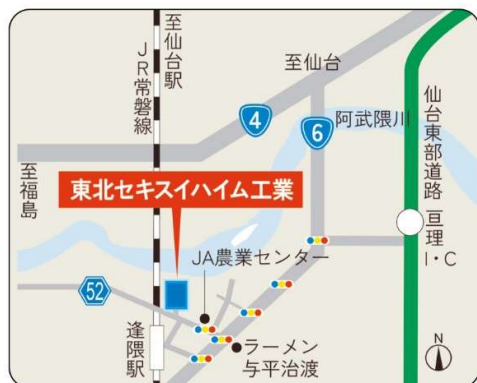 至仙台駅
JR常磐線
至仙台
4
6
阿武隈川
仙台東部道路
亘理
I・C
至福島
東北セキスイハイム工業
JA農業センター
52
逢隈駅
ラーメン
与平治渡
N